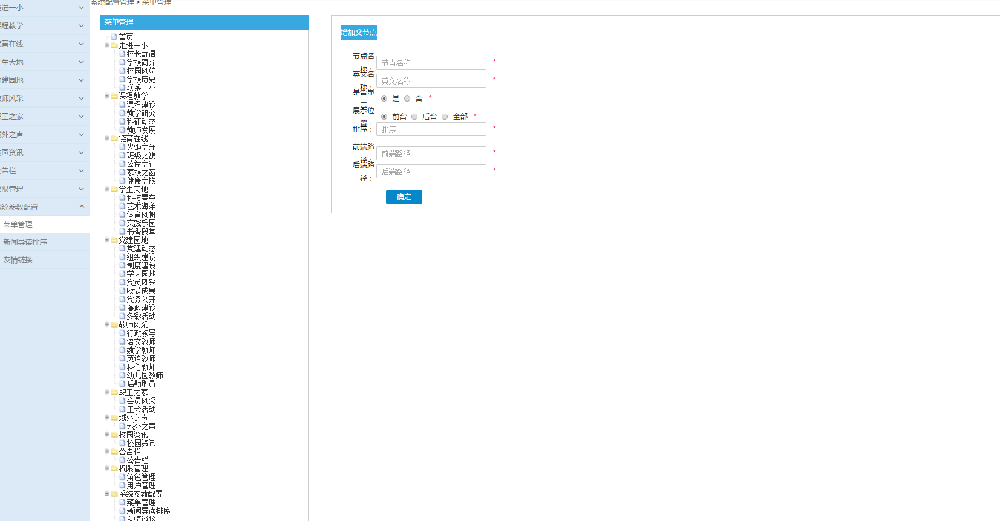 系统配置管理 > 菜单管理
走进一小
课程教学
德育在线
学生天地
党建园地
教师风采
职工之家
域外之声
校园资讯
公告栏
权限管理
系统参数配置
菜单管理
新闻导读排序
友情链接
菜单管理
首页
走进一小
校长寄语
学校简介
校园风貌
学校历史
联系一小
课程教学
课程建设
教学研究
科研动态
教师发展
德育在线
火炬之光
班级之貌
公益之行
家校之窗
健康之旅
学生天地
科技星空
艺术海洋
体育风帆
实践乐园
书香殿堂
党建园地
党建动态
组织建设
制度建设
学习园地
党员风采
收获成果
党务公开
廉政建设
多彩活动
教师风采
行政领导
语文教师
数学教师
英语教师
科任教师
幼儿园教师
后勤职员
职工之家
会员风采
工会活动
域外之声
域外之声
校园资讯
校园资讯
公告栏
公告栏
权限管理
角色管理
用户管理
系统参数配置
菜单管理
新闻导读排序
友情链接
增加父节点
节点名称： 节点名称 *
英文名称： 英文名称 *
是否显示： 是 否 *
展示位置： 前台 后台 全部 *
排序： 排序 *
前端路径： 前端路径 *
后端路径： 后端路径 *
确定